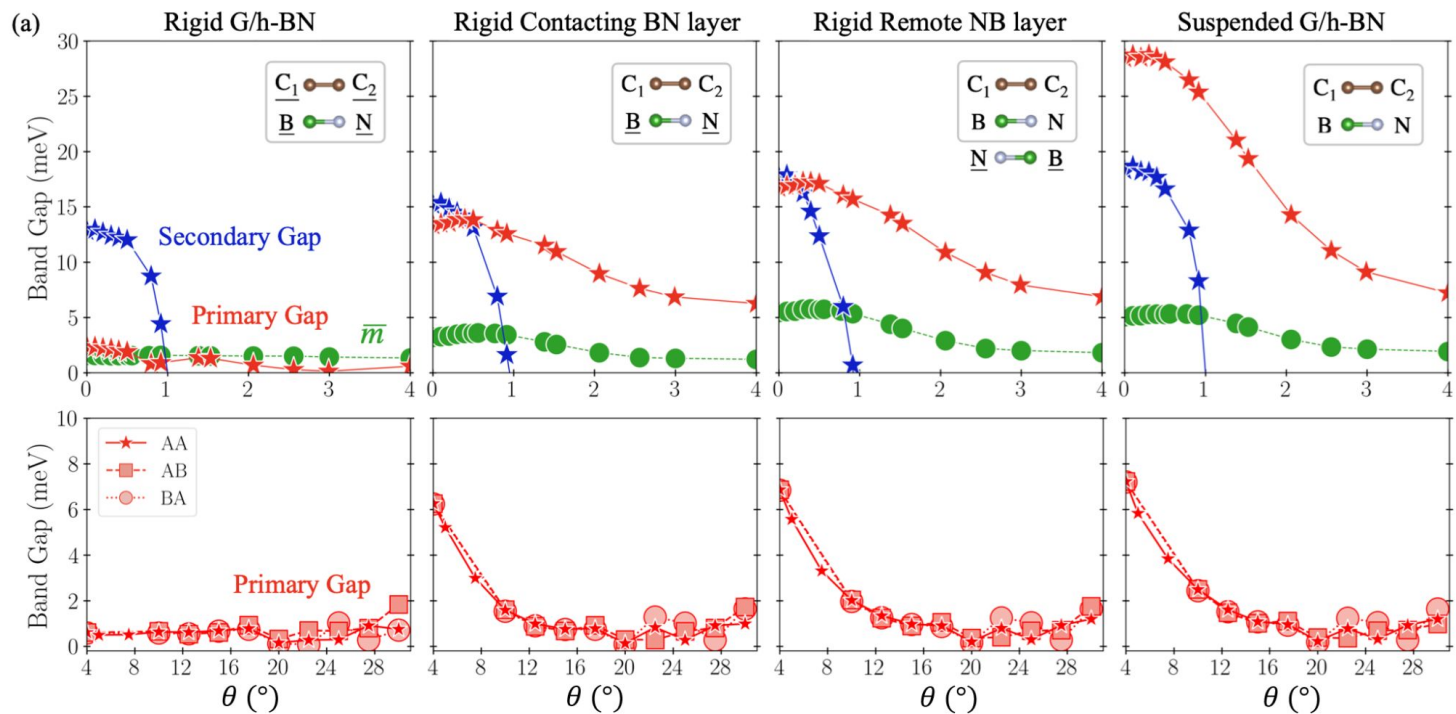 (a)
Rigid G/h-BN
Rigid Contacting BN layer
Rigid Remote NB layer
Suspended G/h-BN
Band Gap (meV)
30
25
20
15
10
5
0
C₁ C₂
B N
Secondary Gap
Primary Gap
m̅
0 1 2 3 4
C₁ C₂
B N
0 1 2 3 4
C₁ C₂
B N
N B
0 1 2 3 4
C₁ C₂
B N
0 1 2 3 4
Band Gap (meV)
10
8
6
4
2
0
AA
AB
BA
Primary Gap
4 8 12 16 20 24 28
4 8 12 16 20 24 28
4 8 12 16 20 24 28
4 8 12 16 20 24 28
θ (°)
θ (°)
θ (°)
θ (°)